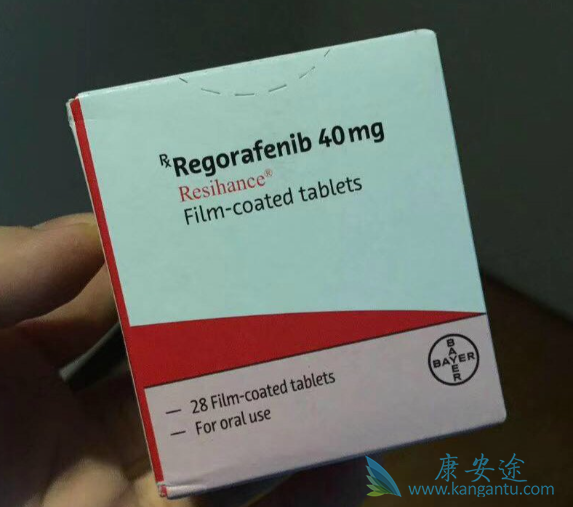 ℞ Regorafenib 40 mg
Resihance®
Film-coated tablets
BAYER
BAYER
— 28 Film-coated tablets
— For oral use
康安途
www.kangantu.com